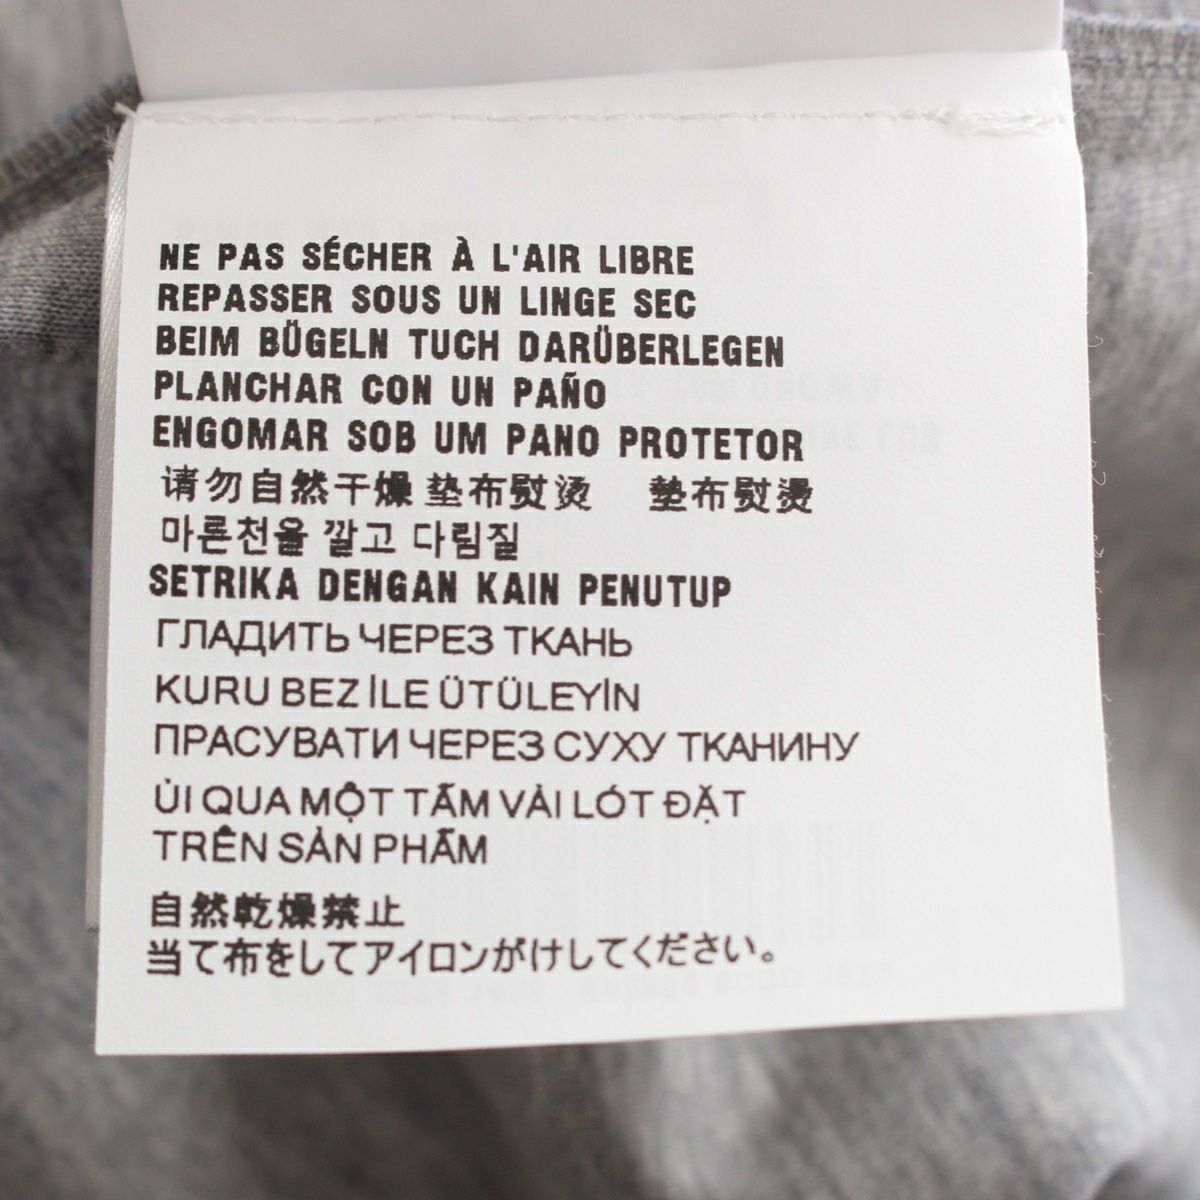 NE PAS SÉCHER À L'AIR LIBRE
REPASSER SOUS UN LINGE SEC
BEIM BÜGELN TUCH DARÜBERLEGEN
PLANCHAR CON UN PAÑO
ENGOMAR SOB UM PANO PROTETOR
请勿自然干燥 垫布熨烫 墊布熨燙
마른천을 깔고 다림질
SETRIKA DENGAN KAIN PENUTUP
ГЛАДИТЬ ЧЕРЕЗ ТКАНЬ
KURU BEZ İLE ÜTÜLEYİN
ПРАСУВАТИ ЧЕРЕЗ СУХУ ТКАНИНУ
ỦI QUA MỘT TẤM VẢI LÓT ĐẶT
TRÊN SẢN PHẨM
自然乾燥禁止
当て布をしてアイロンがけしてください。